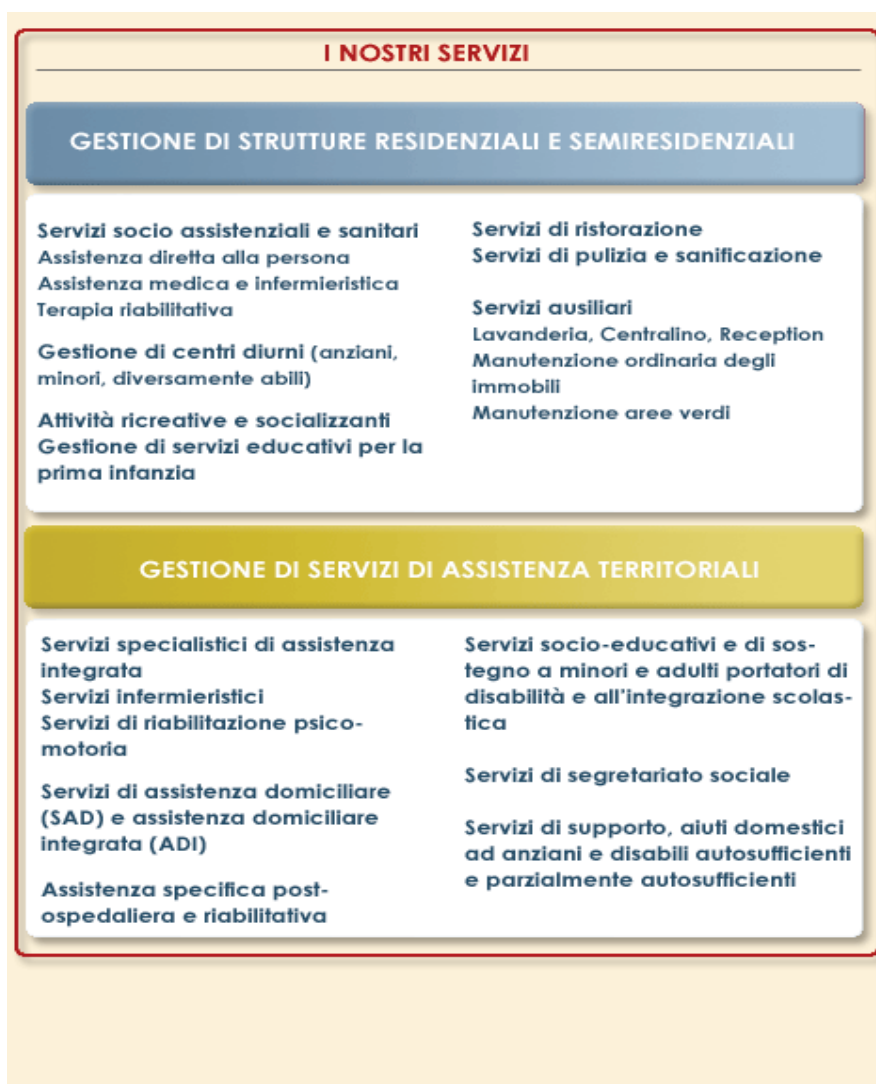 I NOSTRI SERVIZI
GESTIONE DI STRUTTURE RESIDENZIALI E SEMIRESIDENZIALI
Servizi socio assistenziali e sanitari
Assistenza diretta alla persona
Assistenza medica e infermieristica
Terapia riabilitativa
Gestione di centri diurni (anziani,
minori, diversamente abili)
Attività ricreative e socializzanti
Gestione di servizi educativi per la
prima infanzia
Servizi di ristorazione
Servizi di pulizia e sanificazione
Servizi ausiliari
Lavanderia, Centralino, Reception
Manutenzione ordinaria degli
immobili
Manutenzione aree verdi
GESTIONE DI SERVIZI DI ASSISTENZA TERRITORIALI
Servizi specialistici di assistenza
integrata
Servizi infermieristici
Servizi di riabilitazione psico-
motoria
Servizi di assistenza domiciliare
(SAD) e assistenza domiciliare
integrata (ADI)
Assistenza specifica post-
ospedaliera e riabilitativa
Servizi socio-educativi e di sos-
tegno a minori e adulti portatori di
disabilità e all'integrazione scolas-
tica
Servizi di segretariato sociale
Servizi di supporto, aiuti domestici
ad anziani e disabili autosufficienti
e parzialmente autosufficienti